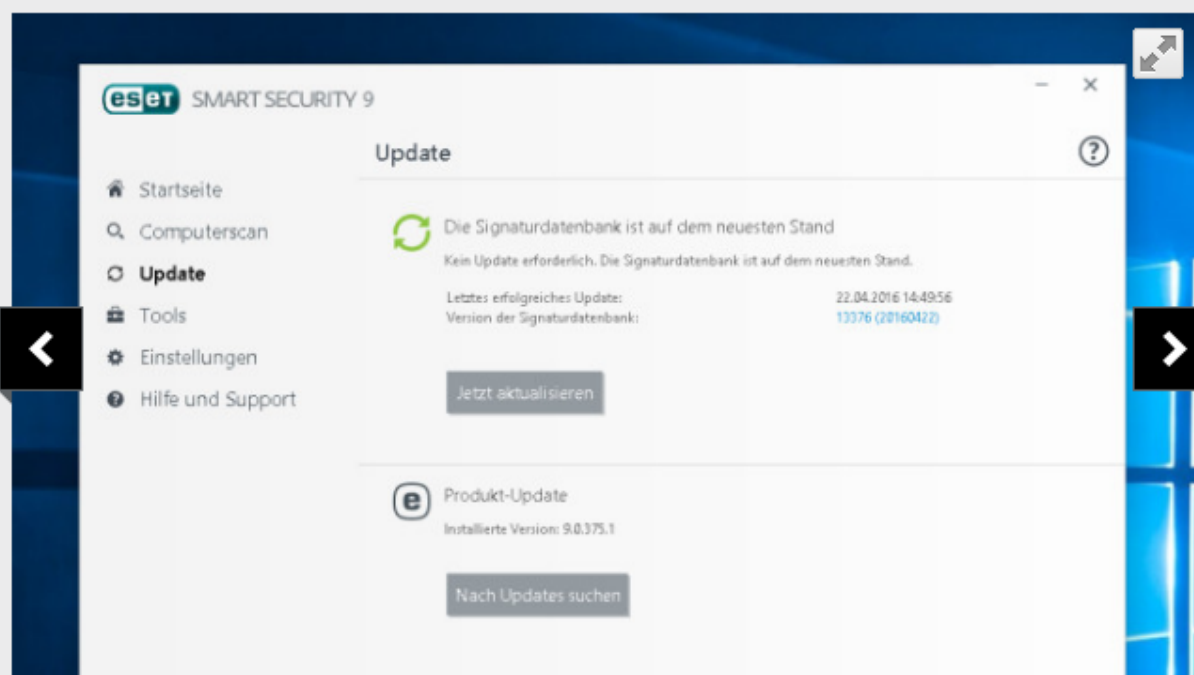 eseT SMART SECURITY 9
Update
Startseite
Computerscan
Update
Tools
Einstellungen
Hilfe und Support
Die Signaturdatenbank ist auf dem neuesten Stand
Kein Update erforderlich. Die Signaturdatenbank ist auf dem neuesten Stand.
Letztes erfolgreiches Update: 22.04.2016 14:49:56
Version der Signaturdatenbank: 13376 (20160422)
Jetzt aktualisieren
e Produkt-Update
Installierte Version: 9.0.375.1
Nach Updates suchen